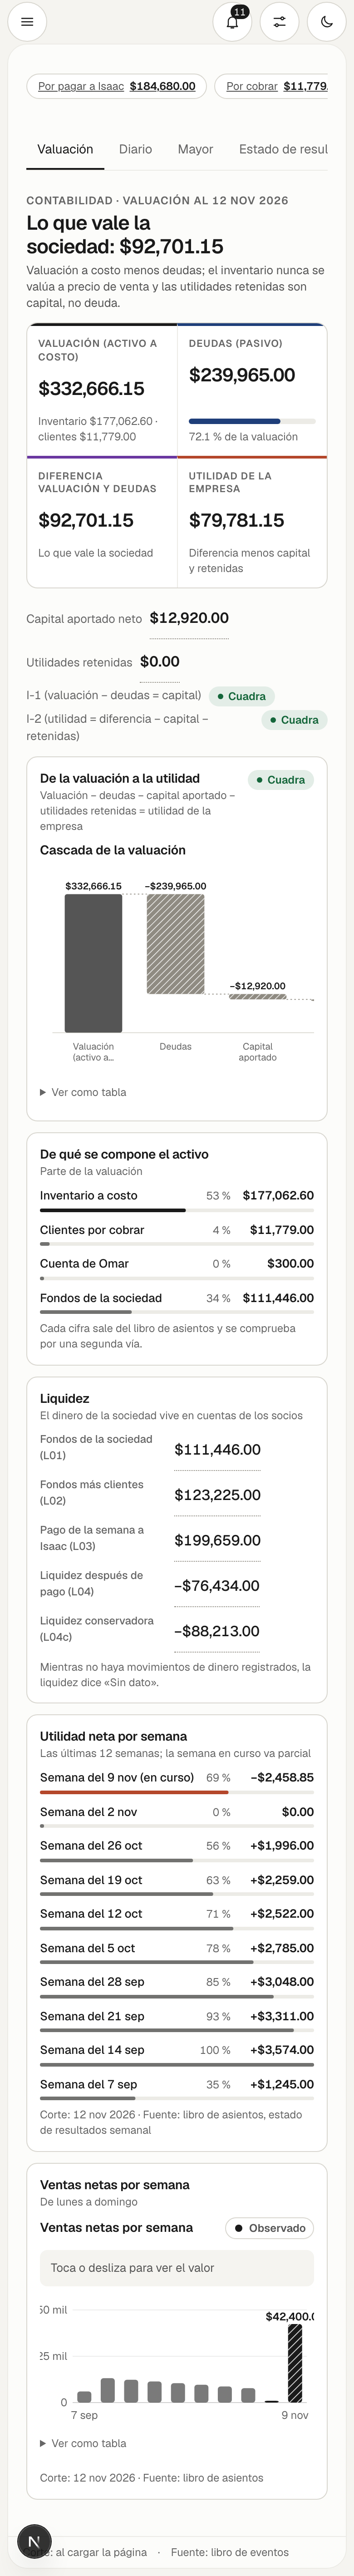 11
Por pagar a Isaac $184,680.00
Por cobrar $11,779.
Valuación Diario Mayor Estado de resul
CONTABILIDAD · VALUACIÓN AL 12 NOV 2026
Lo que vale la
sociedad: $92,701.15
Valuación a costo menos deudas; el inventario nunca se
valúa a precio de venta y las utilidades retenidas son
capital, no deuda.
VALUACIÓN (ACTIVO A
COSTO)
$332,666.15
Inventario $177,062.60 ·
clientes $11,779.00
DEUDAS (PASIVO)
$239,965.00
72.1 % de la valuación
DIFERENCIA
VALUACIÓN Y DEUDAS
$92,701.15
Lo que vale la sociedad
UTILIDAD DE LA
EMPRESA
$79,781.15
Diferencia menos capital
y retenidas
Capital aportado neto $12,920.00
Utilidades retenidas $0.00
I-1 (valuación – deudas = capital) Cuadra
I-2 (utilidad = diferencia – capital –
retenidas) Cuadra
De la valuación a la utilidad Cuadra
Valuación – deudas – capital aportado –
utilidades retenidas = utilidad de la
empresa
Cascada de la valuación
$332,666.15 –$239,965.00
–$12,920.00
Valuación
(activo a…
Deudas
Capital
aportado
Ver como tabla
De qué se compone el activo
Parte de la valuación
Inventario a costo 53 % $177,062.60
Clientes por cobrar 4 % $11,779.00
Cuenta de Omar 0 % $300.00
Fondos de la sociedad 34 % $111,446.00
Cada cifra sale del libro de asientos y se comprueba
por una segunda vía.
Liquidez
El dinero de la sociedad vive en cuentas de los socios
Fondos de la sociedad
(L01) $111,446.00
Fondos más clientes
(L02) $123,225.00
Pago de la semana a
Isaac (L03) $199,659.00
Liquidez después de
pago (L04) –$76,434.00
Liquidez conservadora
(L04c) –$88,213.00
Mientras no haya movimientos de dinero registrados, la
liquidez dice «Sin dato».
Utilidad neta por semana
Las últimas 12 semanas; la semana en curso va parcial
Semana del 9 nov (en curso) 69 % –$2,458.85
Semana del 2 nov 0 % $0.00
Semana del 26 oct 56 % +$1,996.00
Semana del 19 oct 63 % +$2,259.00
Semana del 12 oct 71 % +$2,522.00
Semana del 5 oct 78 % +$2,785.00
Semana del 28 sep 85 % +$3,048.00
Semana del 21 sep 93 % +$3,311.00
Semana del 14 sep 100 % +$3,574.00
Semana del 7 sep 35 % +$1,245.00
Corte: 12 nov 2026 · Fuente: libro de asientos, estado
de resultados semanal
Ventas netas por semana
De lunes a domingo
Ventas netas por semana Observado
Toca o desliza para ver el valor
50 mil
$42,400.0
25 mil
0
7 sep 9 nov
Ver como tabla
Corte: 12 nov 2026 · Fuente: libro de asientos
N
al cargar la página · Fuente: libro de eventos